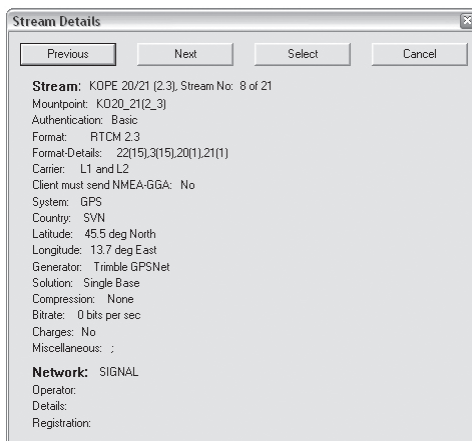 Stream Details
Previous Next Select Cancel
Stream: KOPE 20/21 (2.3), Stream No: 8 of 21
Mountpoint: KO20_21(2_3)
Authentication: Basic
Format: RTCM 2.3
Format-Details: 22(15),3(15),20(1),21(1)
Carrier: L1 and L2
Client must send NMEA-GGA: No
System: GPS
Country: SVN
Latitude: 45.5 deg North
Longitude: 13.7 deg East
Generator: Trimble GPSNet
Solution: Single Base
Compression: None
Bitrate: 0 bits per sec
Charges: No
Miscellaneous: ;
Network: SIGNAL
Operator:
Details:
Registration: